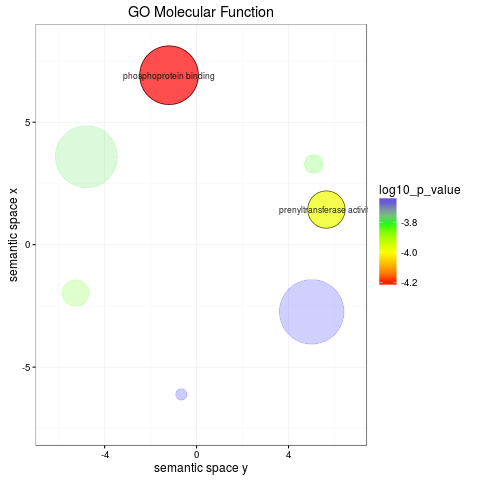 GO Molecular Function
phosphoprotein binding
5
prenyltransferase activi
0
-5
-4
0
4
semantic space y
semantic space x
log10_p_value
-3.8
-4.0
-4.2